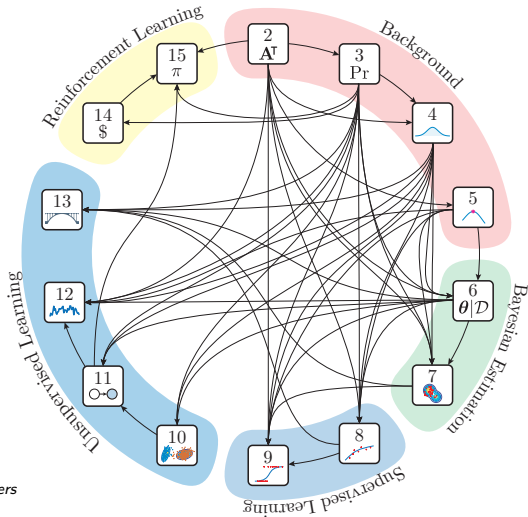 Reinforcement Learning
Background
2
A⊺
3
Pr
15
π
14
$
4
5
13
6
θ|D
12
Unsupervised Learning
Bayesian Estimation
11
7
10
9
8
Supervised Learning
ers